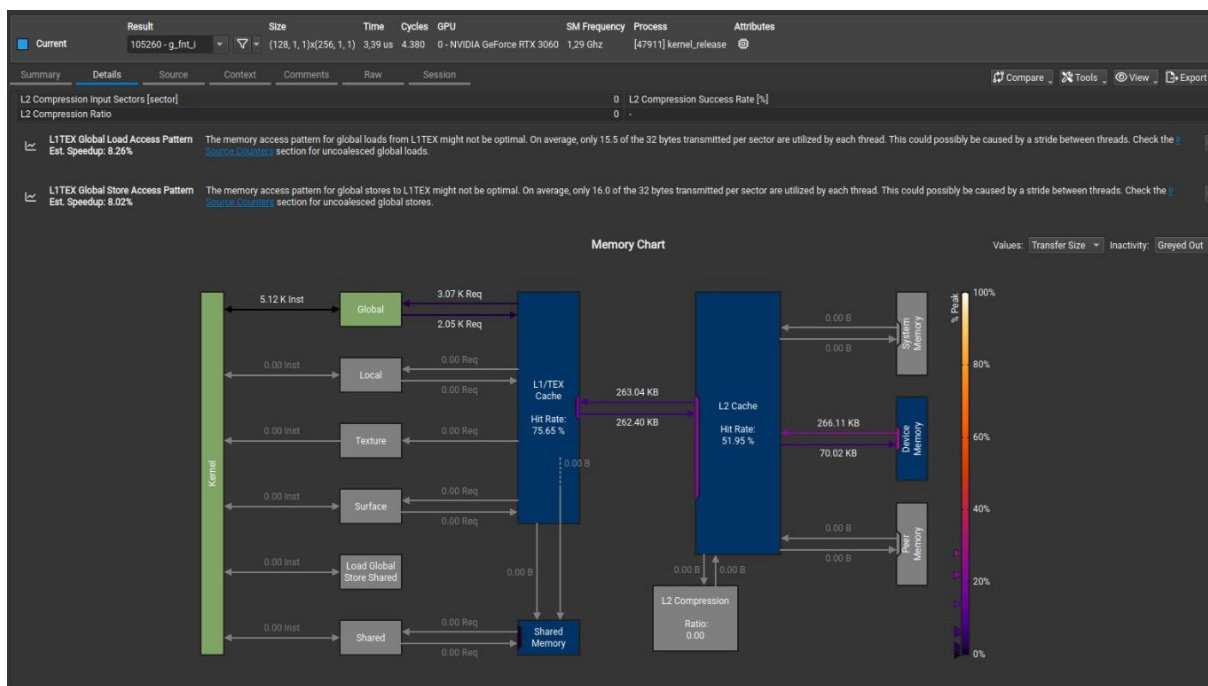 Result Size Time Cycles GPU SM Frequency Process Attributes
Current 105260 - g_fnt_i (128, 1, 1)x(256, 1, 1) 3,39 us 4.380 0 - NVIDIA GeForce RTX 3060 1,29 Ghz [47911] kernel_release
Summary Details Source Context Comments Raw Session Compare Tools View Export
L2 Compression Input Sectors [sector] 0 L2 Compression Success Rate [%]
L2 Compression Ratio 0 -
L1TEX Global Load Access Pattern The memory access pattern for global loads from L1TEX might not be optimal. On average, only 15.5 of the 32 bytes transmitted per sector are utilized by each thread. This could possibly be caused by a stride between threads. Check the
Est. Speedup: 8.26% Source Counters section for uncoalesced global loads.
L1TEX Global Store Access Pattern The memory access pattern for global stores to L1TEX might not be optimal. On average, only 16.0 of the 32 bytes transmitted per sector are utilized by each thread. This could possibly be caused by a stride between threads. Check the
Est. Speedup: 8.02% Source Counters section for uncoalesced global stores.
Memory Chart Values: Transfer Size Inactivity: Greyed Out
Kernel
5.12 K Inst
Global
3.07 K Req
2.05 K Req
0.00 Inst
Local
0.00 Req
0.00 Req
0.00 Inst
Texture
0.00 Req
0.00 Inst
Surface
0.00 Req
0.00 Req
0.00 Inst
Load Global
Store Shared
0.00 Inst
Shared
0.00 Req
0.00 Req
L1/TEX
Cache
Hit Rate:
75.65 %
0.00 B
0.00 B
Shared
Memory
263.04 KB
262.40 KB
L2 Cache
Hit Rate:
51.95 %
0.00 B
0.00 B
L2 Compression
Ratio:
0.00
0.00 B
0.00 B
System
Memory
266.11 KB
70.02 KB
Device
Memory
0.00 B
0.00 B
Peer
Memory
% Peak
100%
80%
60%
40%
20%
0%